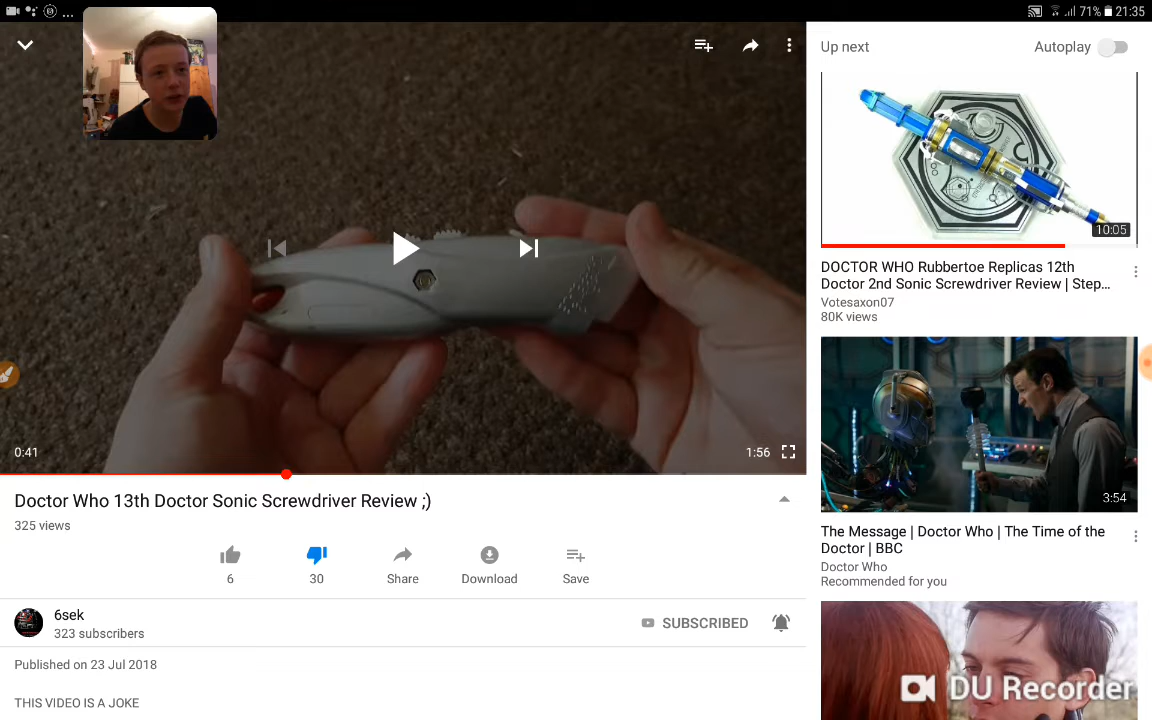 ... 71% 21:35
Up next
Autoplay
10:05
DOCTOR WHO Rubbertoe Replicas 12th
Doctor 2nd Sonic Screwdriver Review | Step...
Votesaxon07
80K views
0:41
1:56
3:54
Doctor Who 13th Doctor Sonic Screwdriver Review ;)
325 views
6
30
Share
Download
Save
The Message | Doctor Who | The Time of the
Doctor | BBC
Doctor Who
Recommended for you
6sek
323 subscribers
SUBSCRIBED
Published on 23 Jul 2018
THIS VIDEO IS A JOKE
DU Recorder